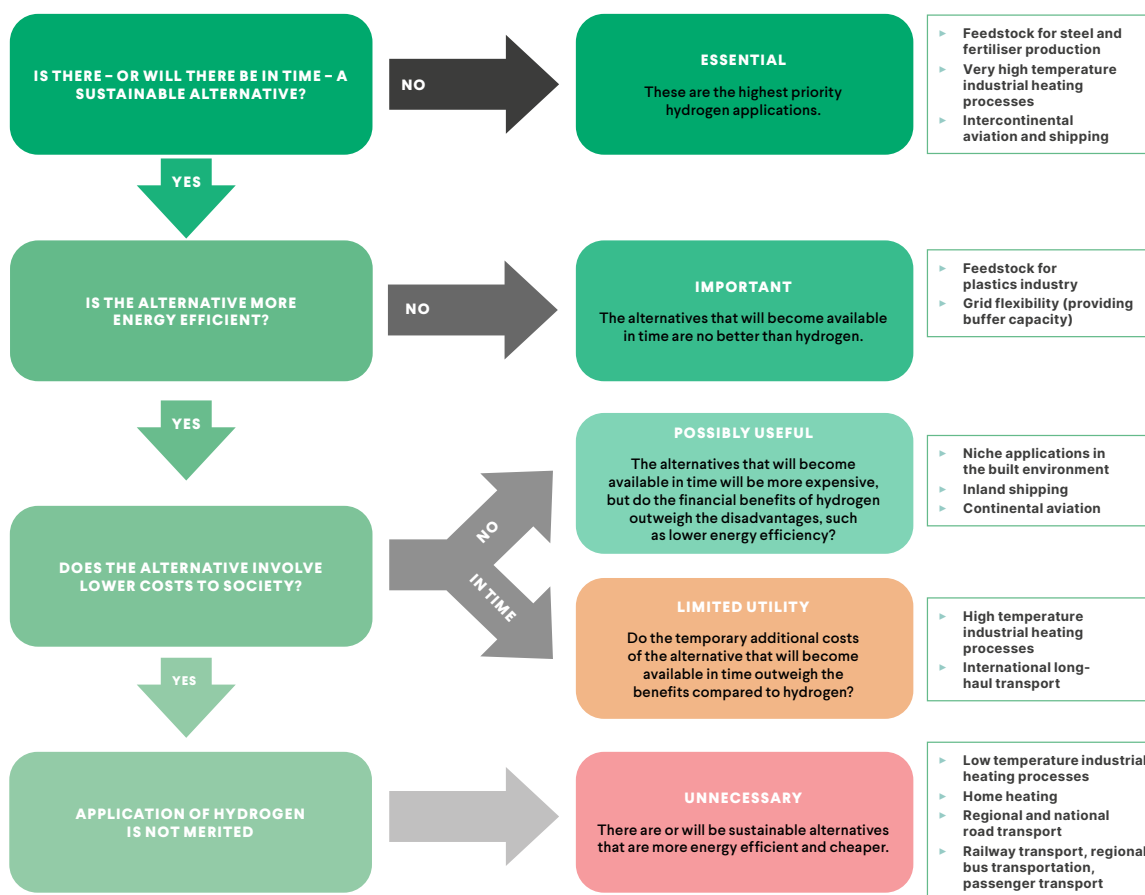 IS THERE – OR WILL THERE BE IN TIME – A
SUSTAINABLE ALTERNATIVE?
NO
ESSENTIAL
These are the highest priority
hydrogen applications.
▸ Feedstock for steel and
fertiliser production
▸ Very high temperature
industrial heating
processes
▸ Intercontinental
aviation and shipping
YES
IS THE ALTERNATIVE MORE
ENERGY EFFICIENT?
NO
IMPORTANT
The alternatives that will become available
in time are no better than hydrogen.
▸ Feedstock for
plastics industry
▸ Grid flexibility (providing
buffer capacity)
YES
DOES THE ALTERNATIVE INVOLVE
LOWER COSTS TO SOCIETY?
NO
POSSIBLY USEFUL
The alternatives that will become
available in time will be more expensive,
but do the financial benefits of hydrogen
outweigh the disadvantages, such
as lower energy efficiency?
▸ Niche applications in
the built environment
▸ Inland shipping
▸ Continental aviation
IN TIME
LIMITED UTILITY
Do the temporary additional costs
of the alternative that will become
available in time outweigh the
benefits compared to hydrogen?
▸ High temperature
industrial heating
processes
▸ International long-
haul transport
YES
APPLICATION OF HYDROGEN
IS NOT MERITED
UNNECESSARY
There are or will be sustainable alternatives
that are more energy efficient and cheaper.
▸ Low temperature industrial
heating processes
▸ Home heating
▸ Regional and national
road transport
▸ Railway transport, regional
bus transportation,
passenger transport